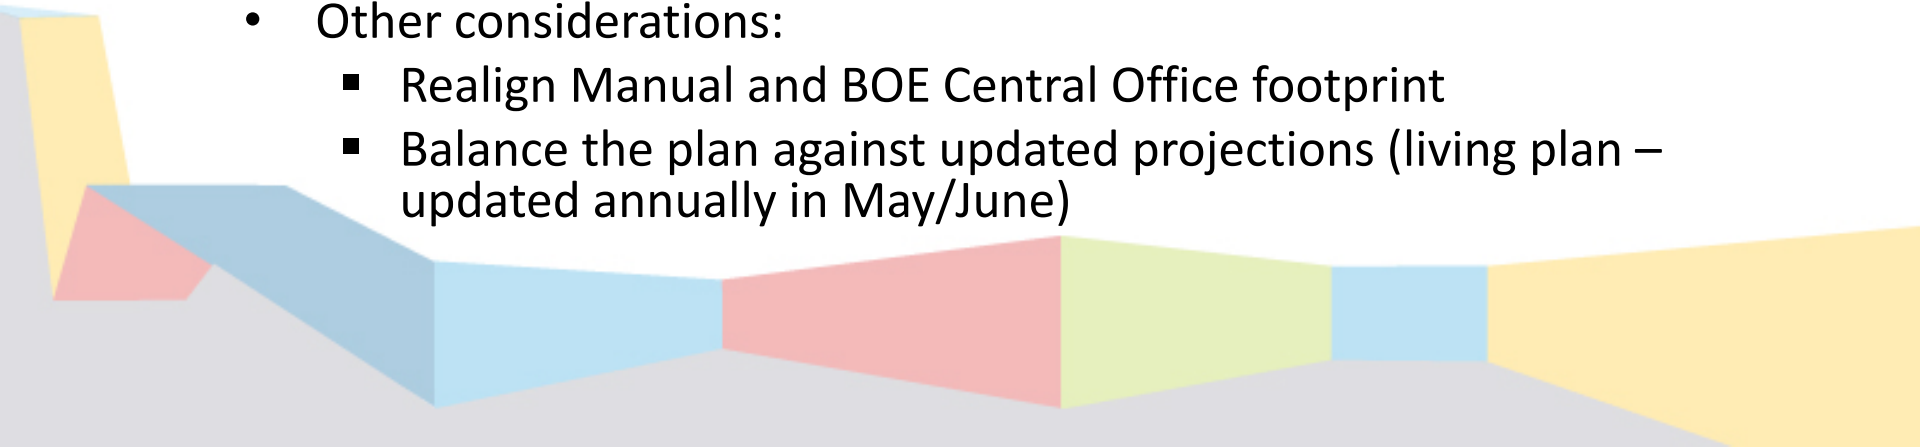 • Other considerations:
▪ Realign Manual and BOE Central Office footprint
▪ Balance the plan against updated projections (living plan –
updated annually in May/June)